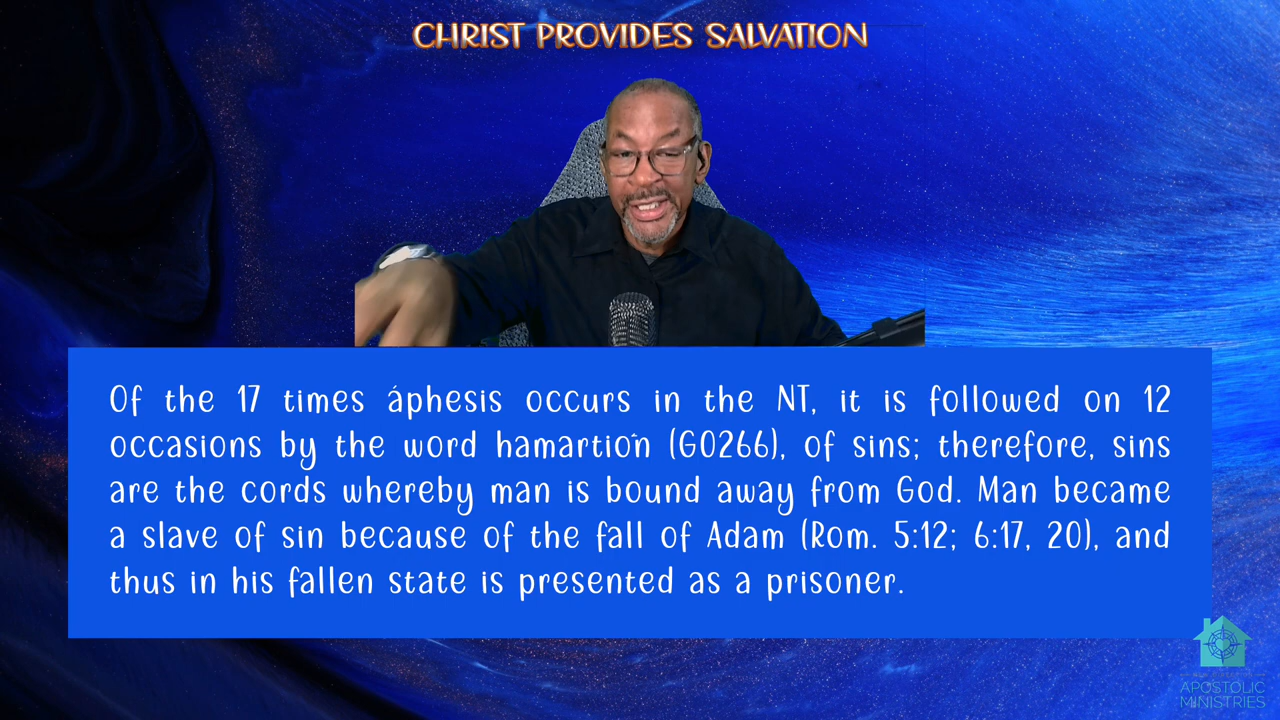 CHRIST PROVIDES SALVATION
Of the 17 times áphesis occurs in the NT, it is followed on 12
occasions by the word hamartiō̂n (G0266), of sins; therefore, sins
are the cords whereby man is bound away from God. Man became
a slave of sin because of the fall of Adam (Rom. 5:12; 6:17, 20), and
thus in his fallen state is presented as a prisoner.
APOSTOLIC
MINISTRIES